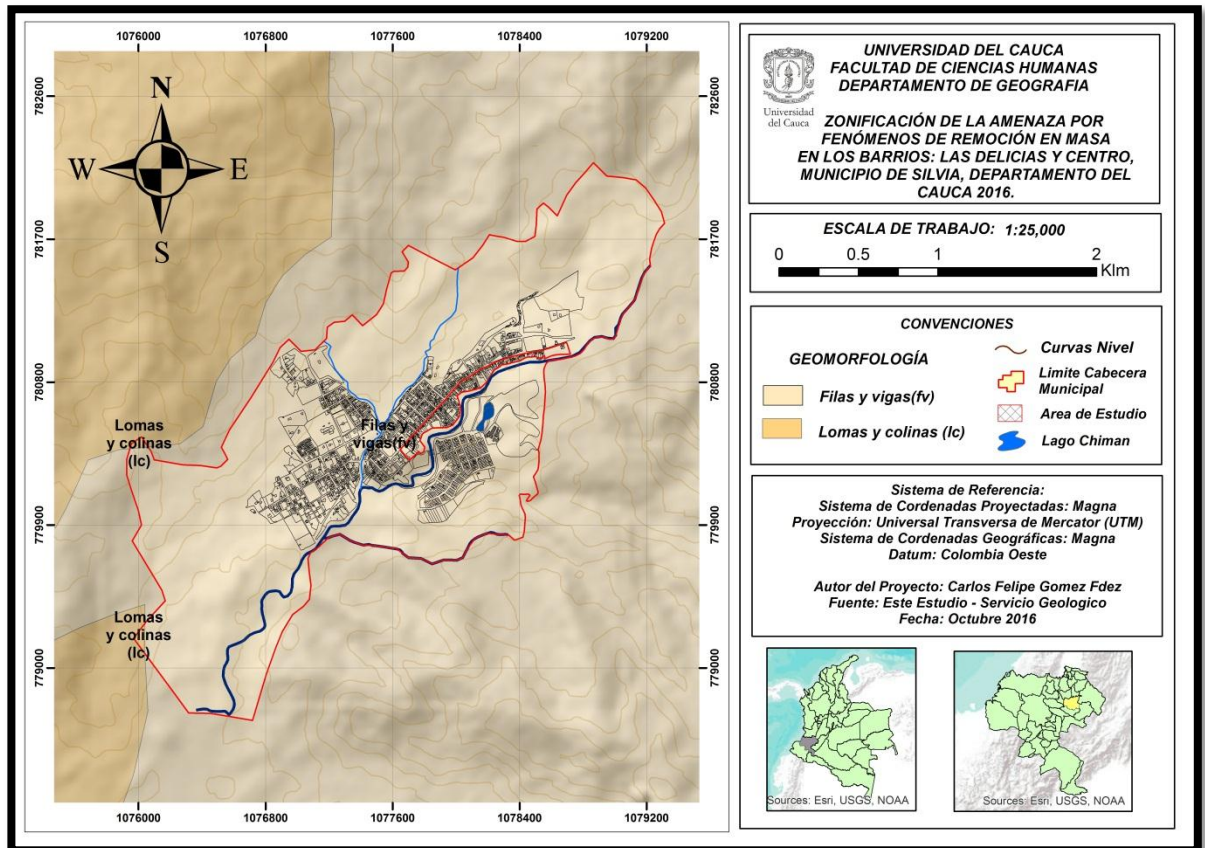 1076000 1076800 1077600 1078400 1079200
782600
781700
780800
779900
779000
N
W E
S
Lomas
y colinas
(lc)
Filas y
vigas(fv)
Lomas
y colinas
(lc)
782600
781700
780800
779900
779000
1076000 1076800 1077600 1078400 1079200
Universidad
del Cauca
UNIVERSIDAD DEL CAUCA
FACULTAD DE CIENCIAS HUMANAS
DEPARTAMENTO DE GEOGRAFIA
ZONIFICACIÓN DE LA AMENAZA POR
FENÓMENOS DE REMOCIÓN EN MASA
EN LOS BARRIOS: LAS DELICIAS Y CENTRO,
MUNICIPIO DE SILVIA, DEPARTAMENTO DEL
CAUCA 2016.
ESCALA DE TRABAJO: 1:25,000
0 0.5 1 2
Klm
CONVENCIONES
GEOMORFOLOGÍA
Filas y vigas(fv)
Lomas y colinas (lc)
Curvas Nivel
Limite Cabecera
Municipal
Area de Estudio
Lago Chiman
Sistema de Referencia:
Sistema de Cordenadas Proyectadas: Magna
Proyección: Universal Transversa de Mercator (UTM)
Sistema de Cordenadas Geográficas: Magna
Datum: Colombia Oeste
Autor del Proyecto: Carlos Felipe Gomez Fdez
Fuente: Este Estudio - Servicio Geologico
Fecha: Octubre 2016
Sources: Esri, USGS, NOAA
Sources: Esri, USGS, NOAA